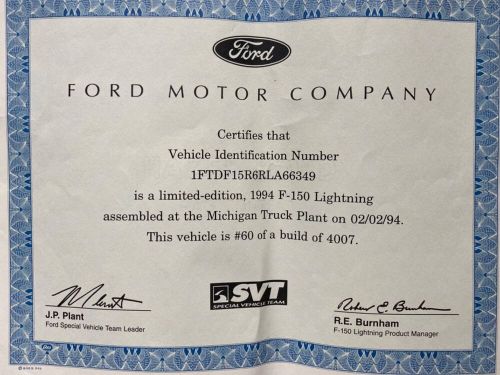 Ford
FORD MOTOR COMPANY
Certifies that
Vehicle Identification Number
1FTDF15R6RLA66349
is a limited-edition, 1994 F-150 Lightning
assembled at the Michigan Truck Plant on 02/02/94.
This vehicle is #60 of a build of 4007.
SVT
SPECIAL VEHICLE TEAM
J.P. Plant
Ford Special Vehicle Team Leader
Robert E. Burnham
R.E. Burnham
F-150 Lightning Product Manager